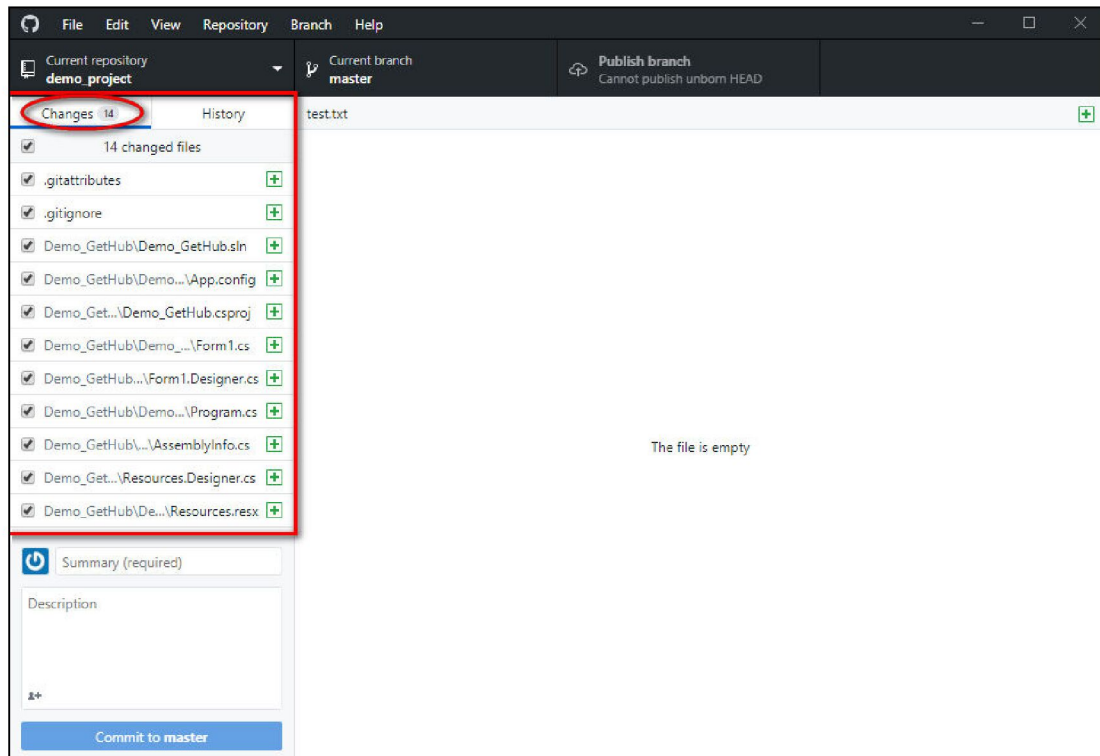 File Edit View Repository Branch Help
Current repository
demo_project
Current branch
master
Publish branch
Cannot publish unborn HEAD
Changes 14
History
test.txt
14 changed files
.gitattributes
.gitignore
Demo_GetHub\Demo_GetHub.sln
Demo_GetHub\Demo...\App.config
Demo_Get...\Demo_GetHub.csproj
Demo_GetHub\Demo_...\Form1.cs
Demo_GetHub...\Form1.Designer.cs
Demo_GetHub\Demo...\Program.cs
Demo_GetHub\...\AssemblyInfo.cs
Demo_Get...\Resources.Designer.cs
Demo_GetHub\De...\Resources.resx
The file is empty
Summary (required)
Description
Commit to master